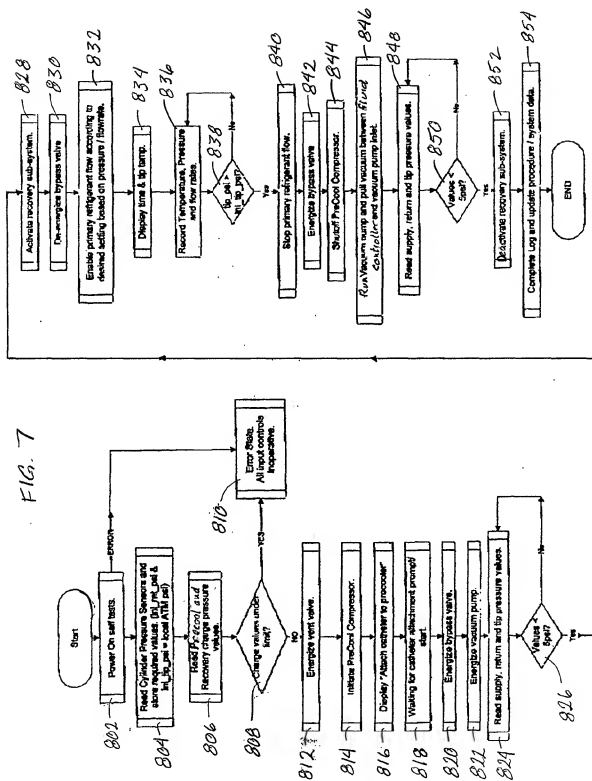 FIG. 7
Start
802
Power On self tests.
ERROR
804
Read Cylinder Pressure Sensors and
store required values. (ini_ret_psi &
ini_tip_psi = local ATM psi)
806
Read Precool and
Recovery charge pressure
values.
808
Charge values under
limit?
YES
810
Error State.
All input controls
inoperative.
NO
812
Energize vent valve.
814
Initiate PreCool Compressor.
816
Display "Attach catheter to precooler"
818
Waiting for catheter attachment prompt/
start.
820
Energize bypass valve.
822
Energize vacuum pump.
824
Read supply, return and tip pressure values.
826
Values <
5psi?
No
Yes
828
Activate recovery sub-system.
830
De-energize bypass valve
832
Enable primary refrigerant flow according to
desired setting based on pressure / flowrate.
834
Display time & tip temp.
836
Record Temperature, Pressure
and flow rates.
838
tip_psi >
ini_tip_psi?
No
Yes
840
Stop primary refrigerant flow.
842
Energize bypass valve
844
Shutoff PreCool Compressor.
846
Run Vacuum pump and pull vacuum between fluid
controller and vacuum pump inlet.
848
Read supply, return and tip pressure values.
850
Values <
5psi?
No
Yes
852
Deactivate recovery sub-system.
854
Complete Log and update procedure / system data.
END